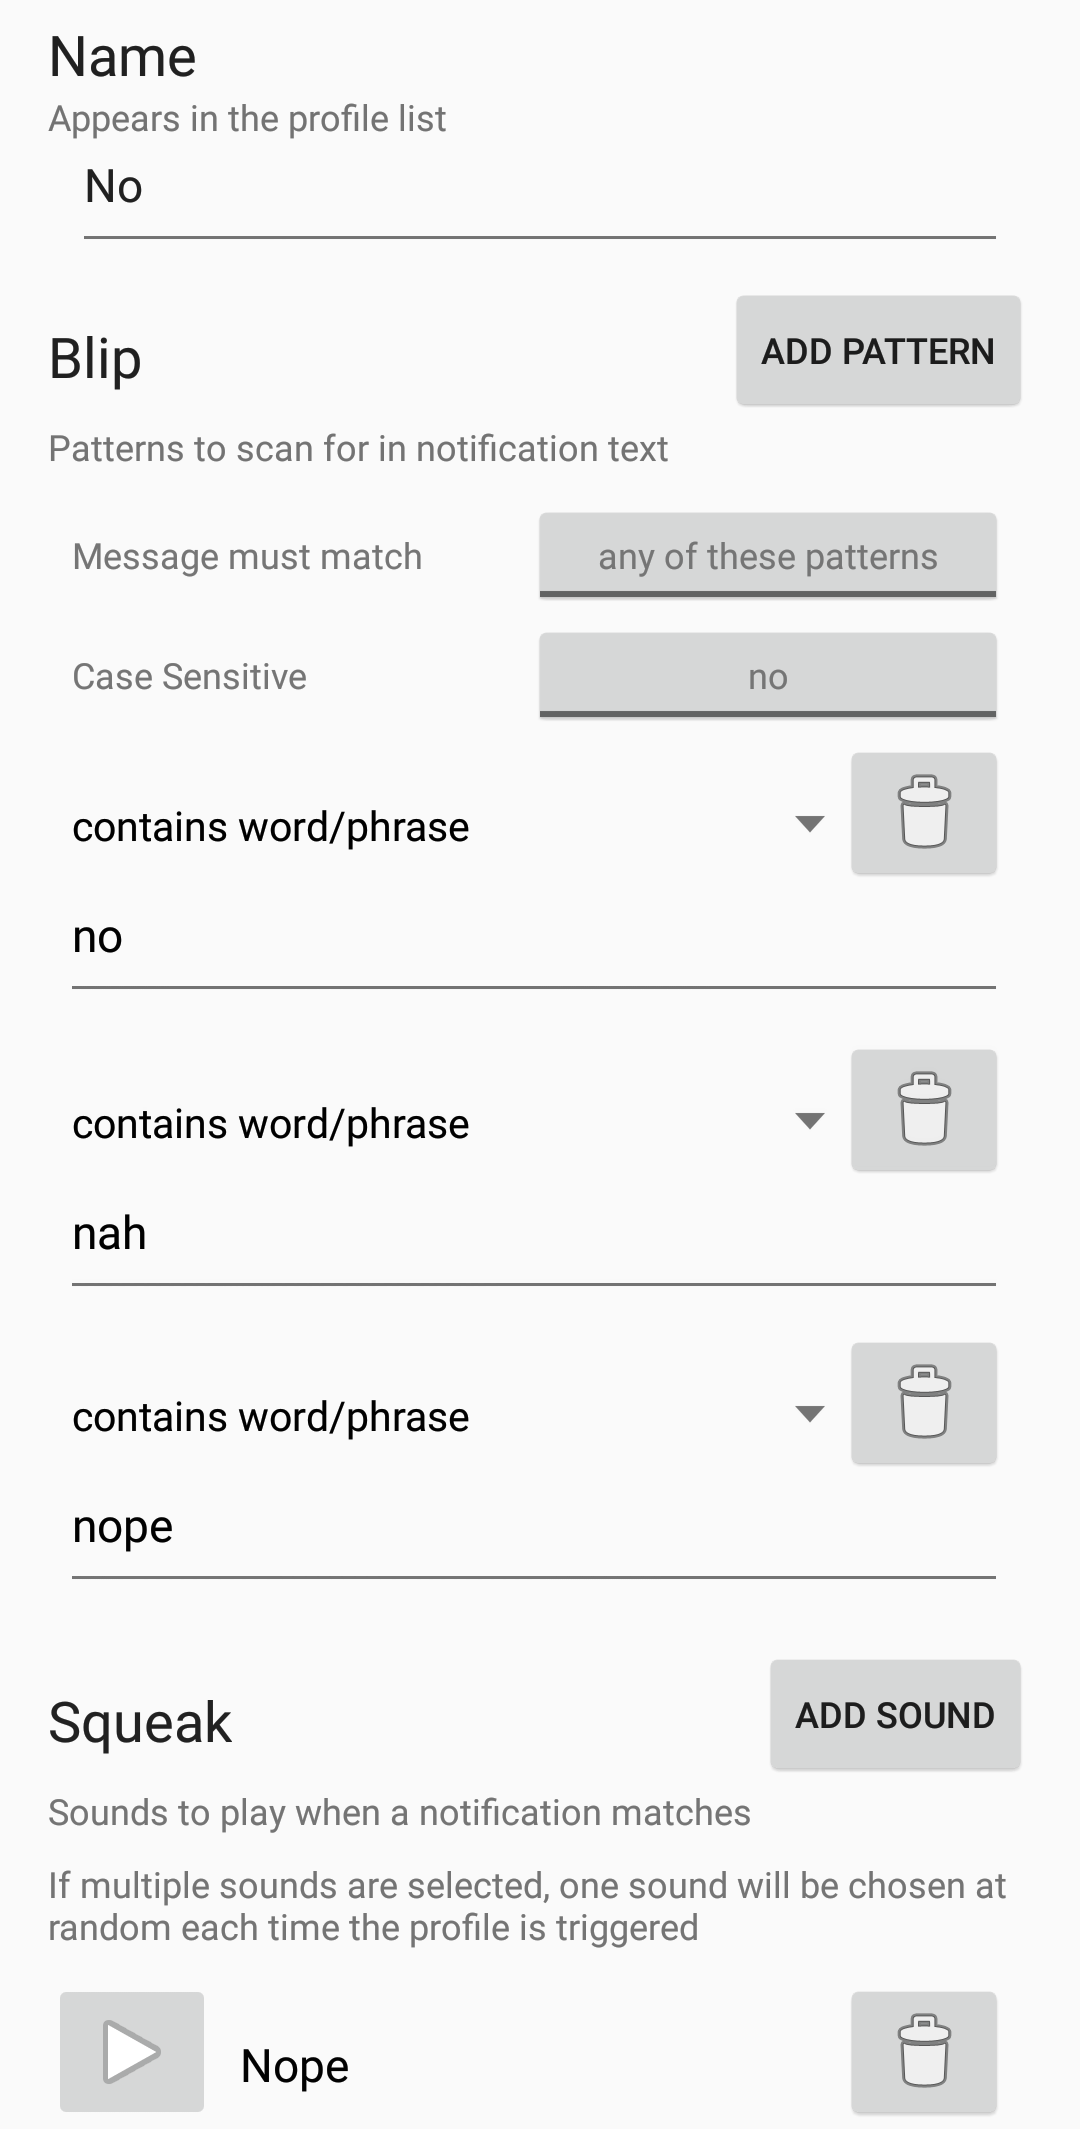 Name
Appears in the profile list
No
Blip
ADD PATTERN
Patterns to scan for in notification text
Message must match
any of these patterns
Case Sensitive
no
contains word/phrase
no
contains word/phrase
nah
contains word/phrase
nope
Squeak
ADD SOUND
Sounds to play when a notification matches
If multiple sounds are selected, one sound will be chosen at
random each time the profile is triggered
Nope